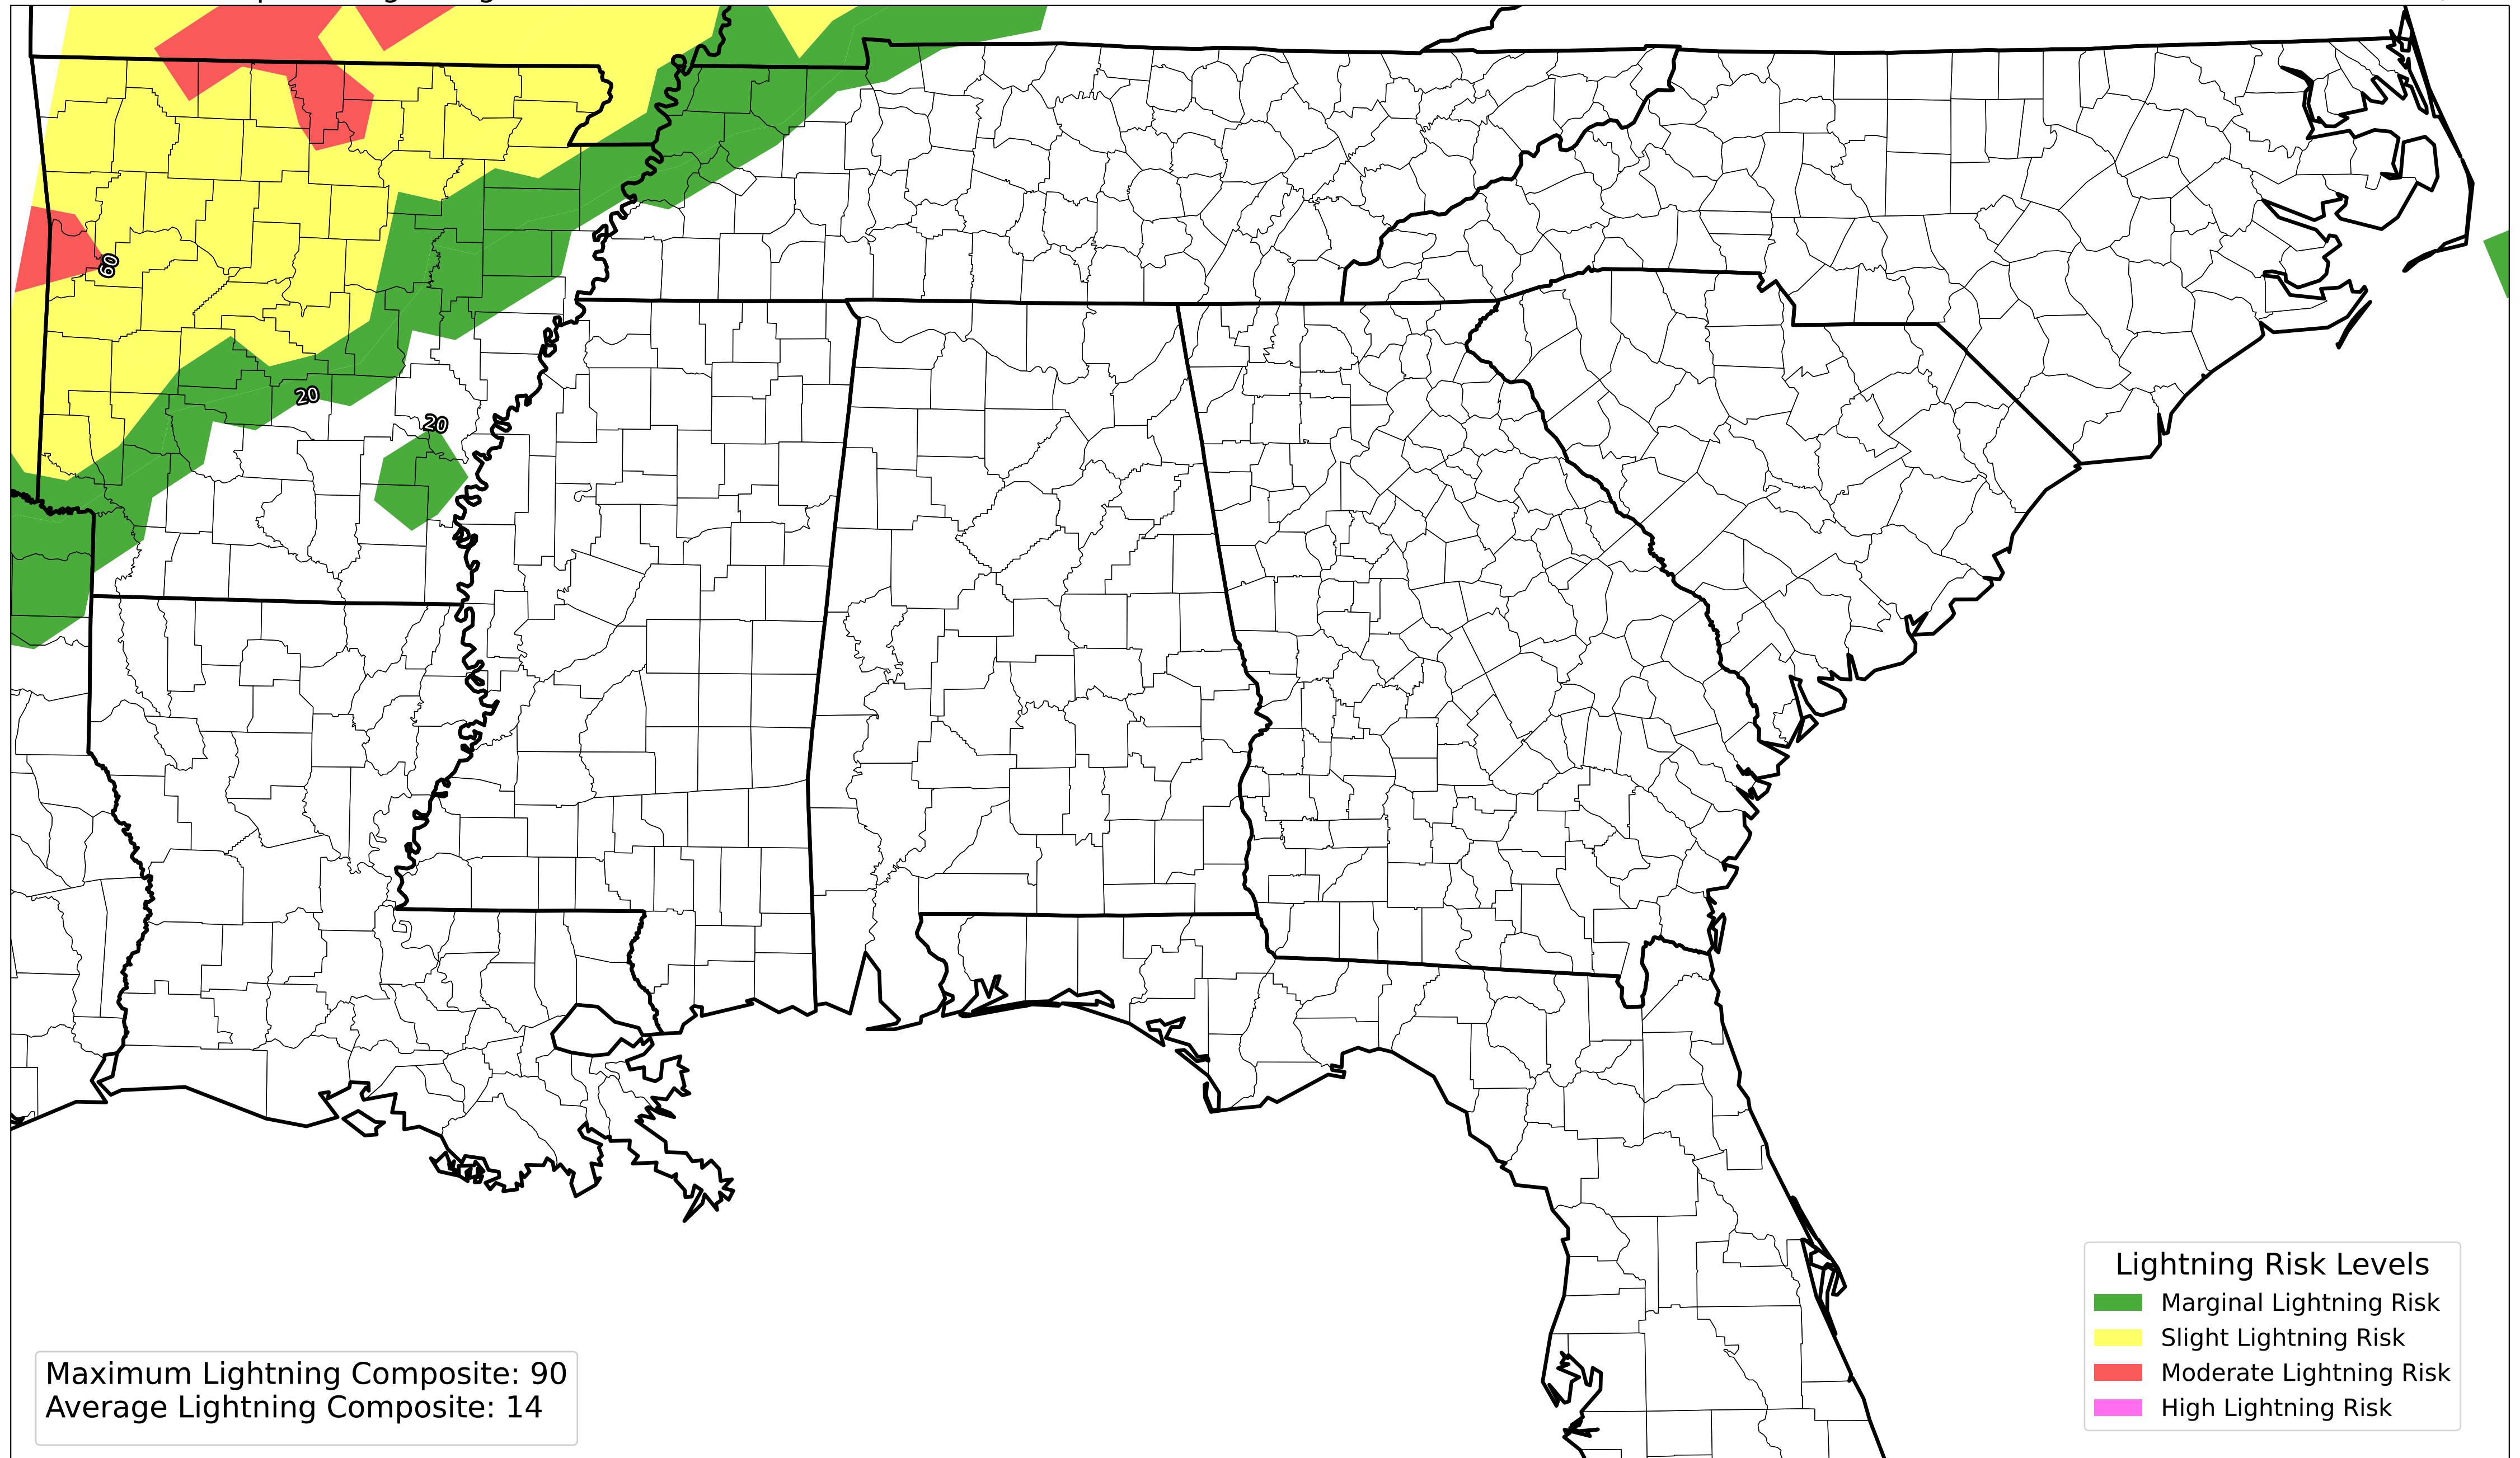 60
20
20
Lightning Risk Levels
Marginal Lightning Risk
Slight Lightning Risk
Moderate Lightning Risk
High Lightning Risk
Maximum Lightning Composite: 90
Average Lightning Composite: 14